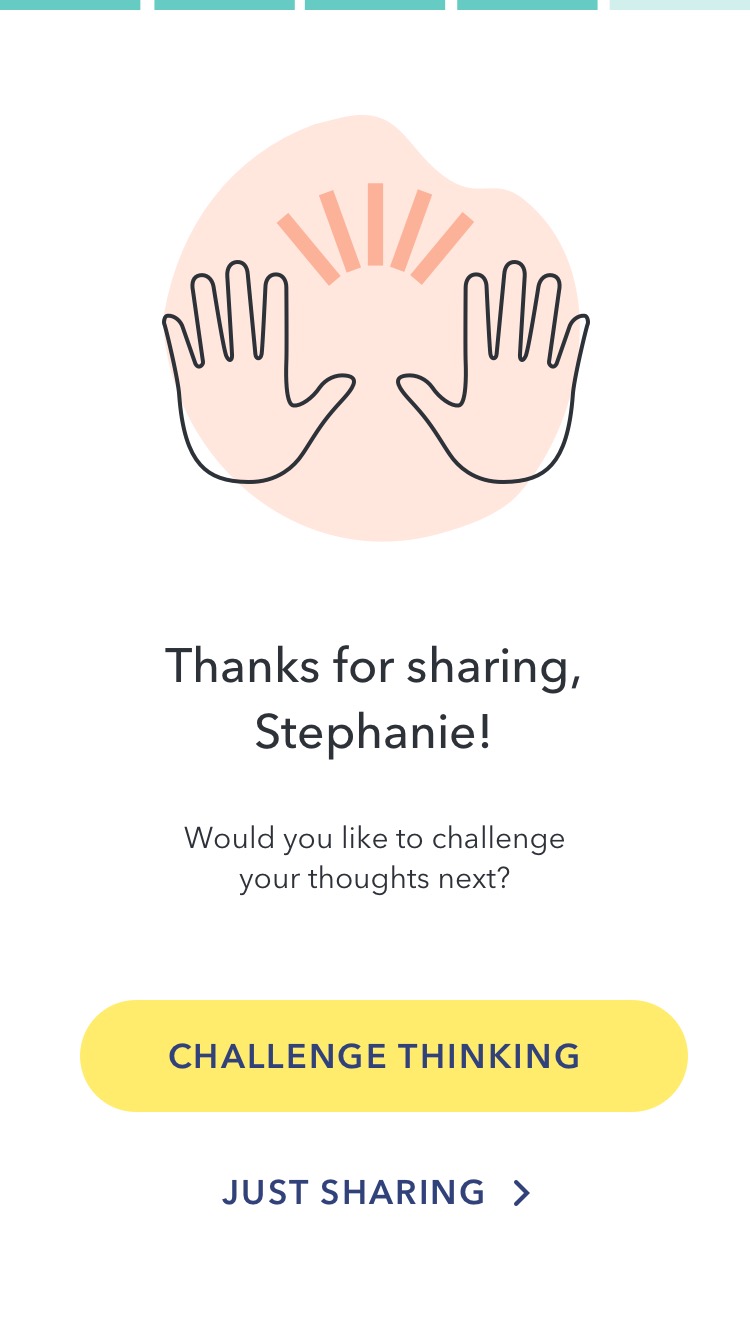 Thanks for sharing,
Stephanie!
Would you like to challenge
your thoughts next?
CHALLENGE THINKING
JUST SHARING